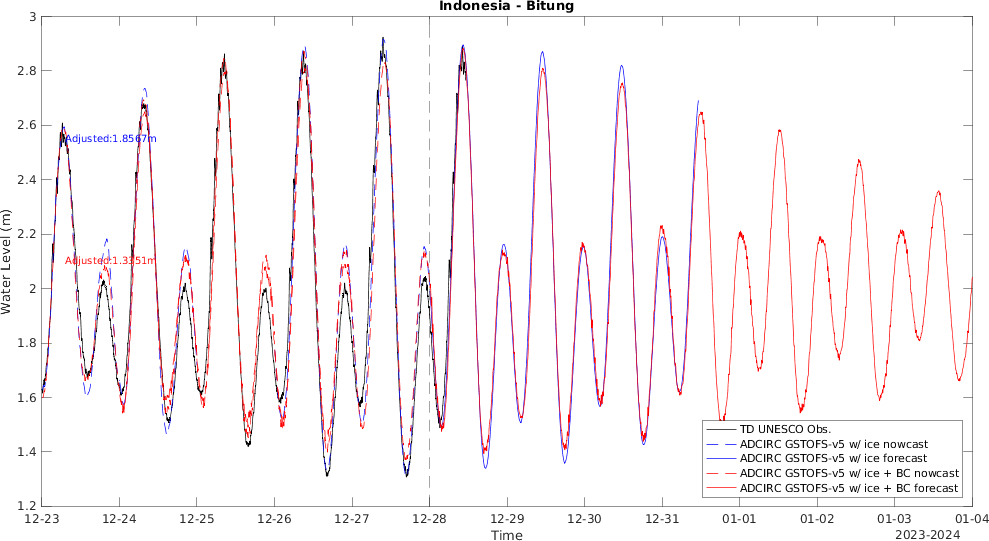 Indonesia - Bitung
Water Level (m)
3
2.8
2.6
2.4
2.2
2
1.8
1.6
1.4
1.2
Adjusted:1.8567m
Adjusted:1.3351m
TD UNESCO Obs.
ADCIRC GSTOFS-v5 w/ ice nowcast
ADCIRC GSTOFS-v5 w/ ice forecast
ADCIRC GSTOFS-v5 w/ ice + BC nowcast
ADCIRC GSTOFS-v5 w/ ice + BC forecast
12-23 12-24 12-25 12-26 12-27 12-28 12-29 12-30 12-31 01-01 01-02 01-03 01-04
Time
2023-2024